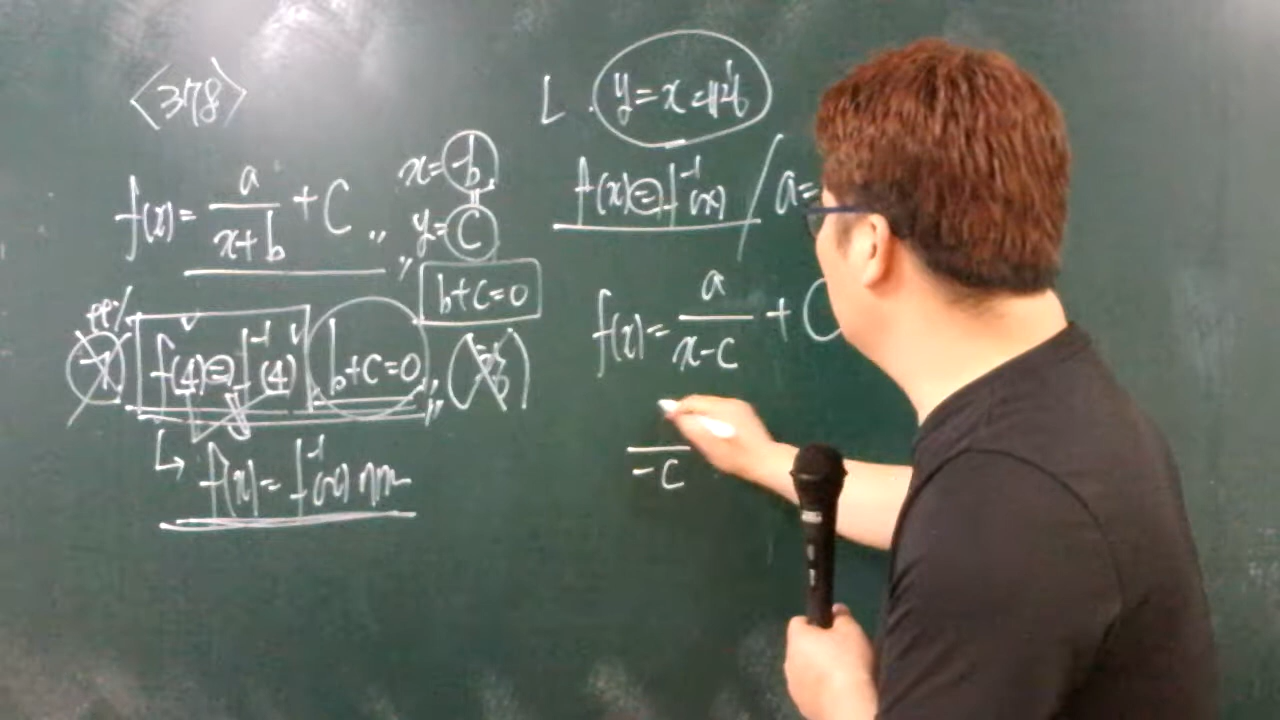 <378>
f(x)= a/(x+b) + C ,,
x=-b
y=C
b+C=0
f(4)=f⁻¹(4) b+C=0 ,,
↳ f(x)=f⁻¹(x)
L. y=x
f(x)=f⁻¹(x) / a=
f(x)= a/(x-c) + C
-c